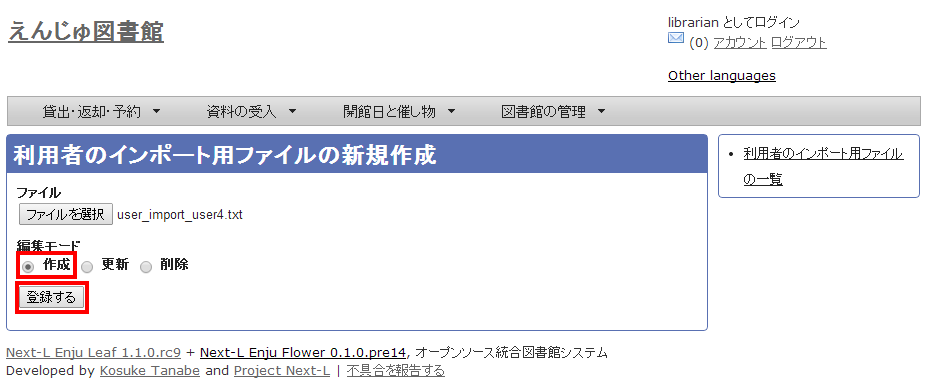 えんじゅ図書館
librarian としてログイン
(0) アカウント ログアウト
Other languages
貸出・返却・予約 資料の受入 開館日と催し物 図書館の管理
利用者のインポート用ファイルの新規作成
ファイル
ファイルを選択 user_import_user4.txt
編集モード
作成 更新 削除
登録する
利用者のインポート用ファイル
の一覧
Next-L Enju Leaf 1.1.0.rc9 + Next-L Enju Flower 0.1.0.pre14, オープンソース統合図書館システム
Developed by Kosuke Tanabe and Project Next-L | 不具合を報告する